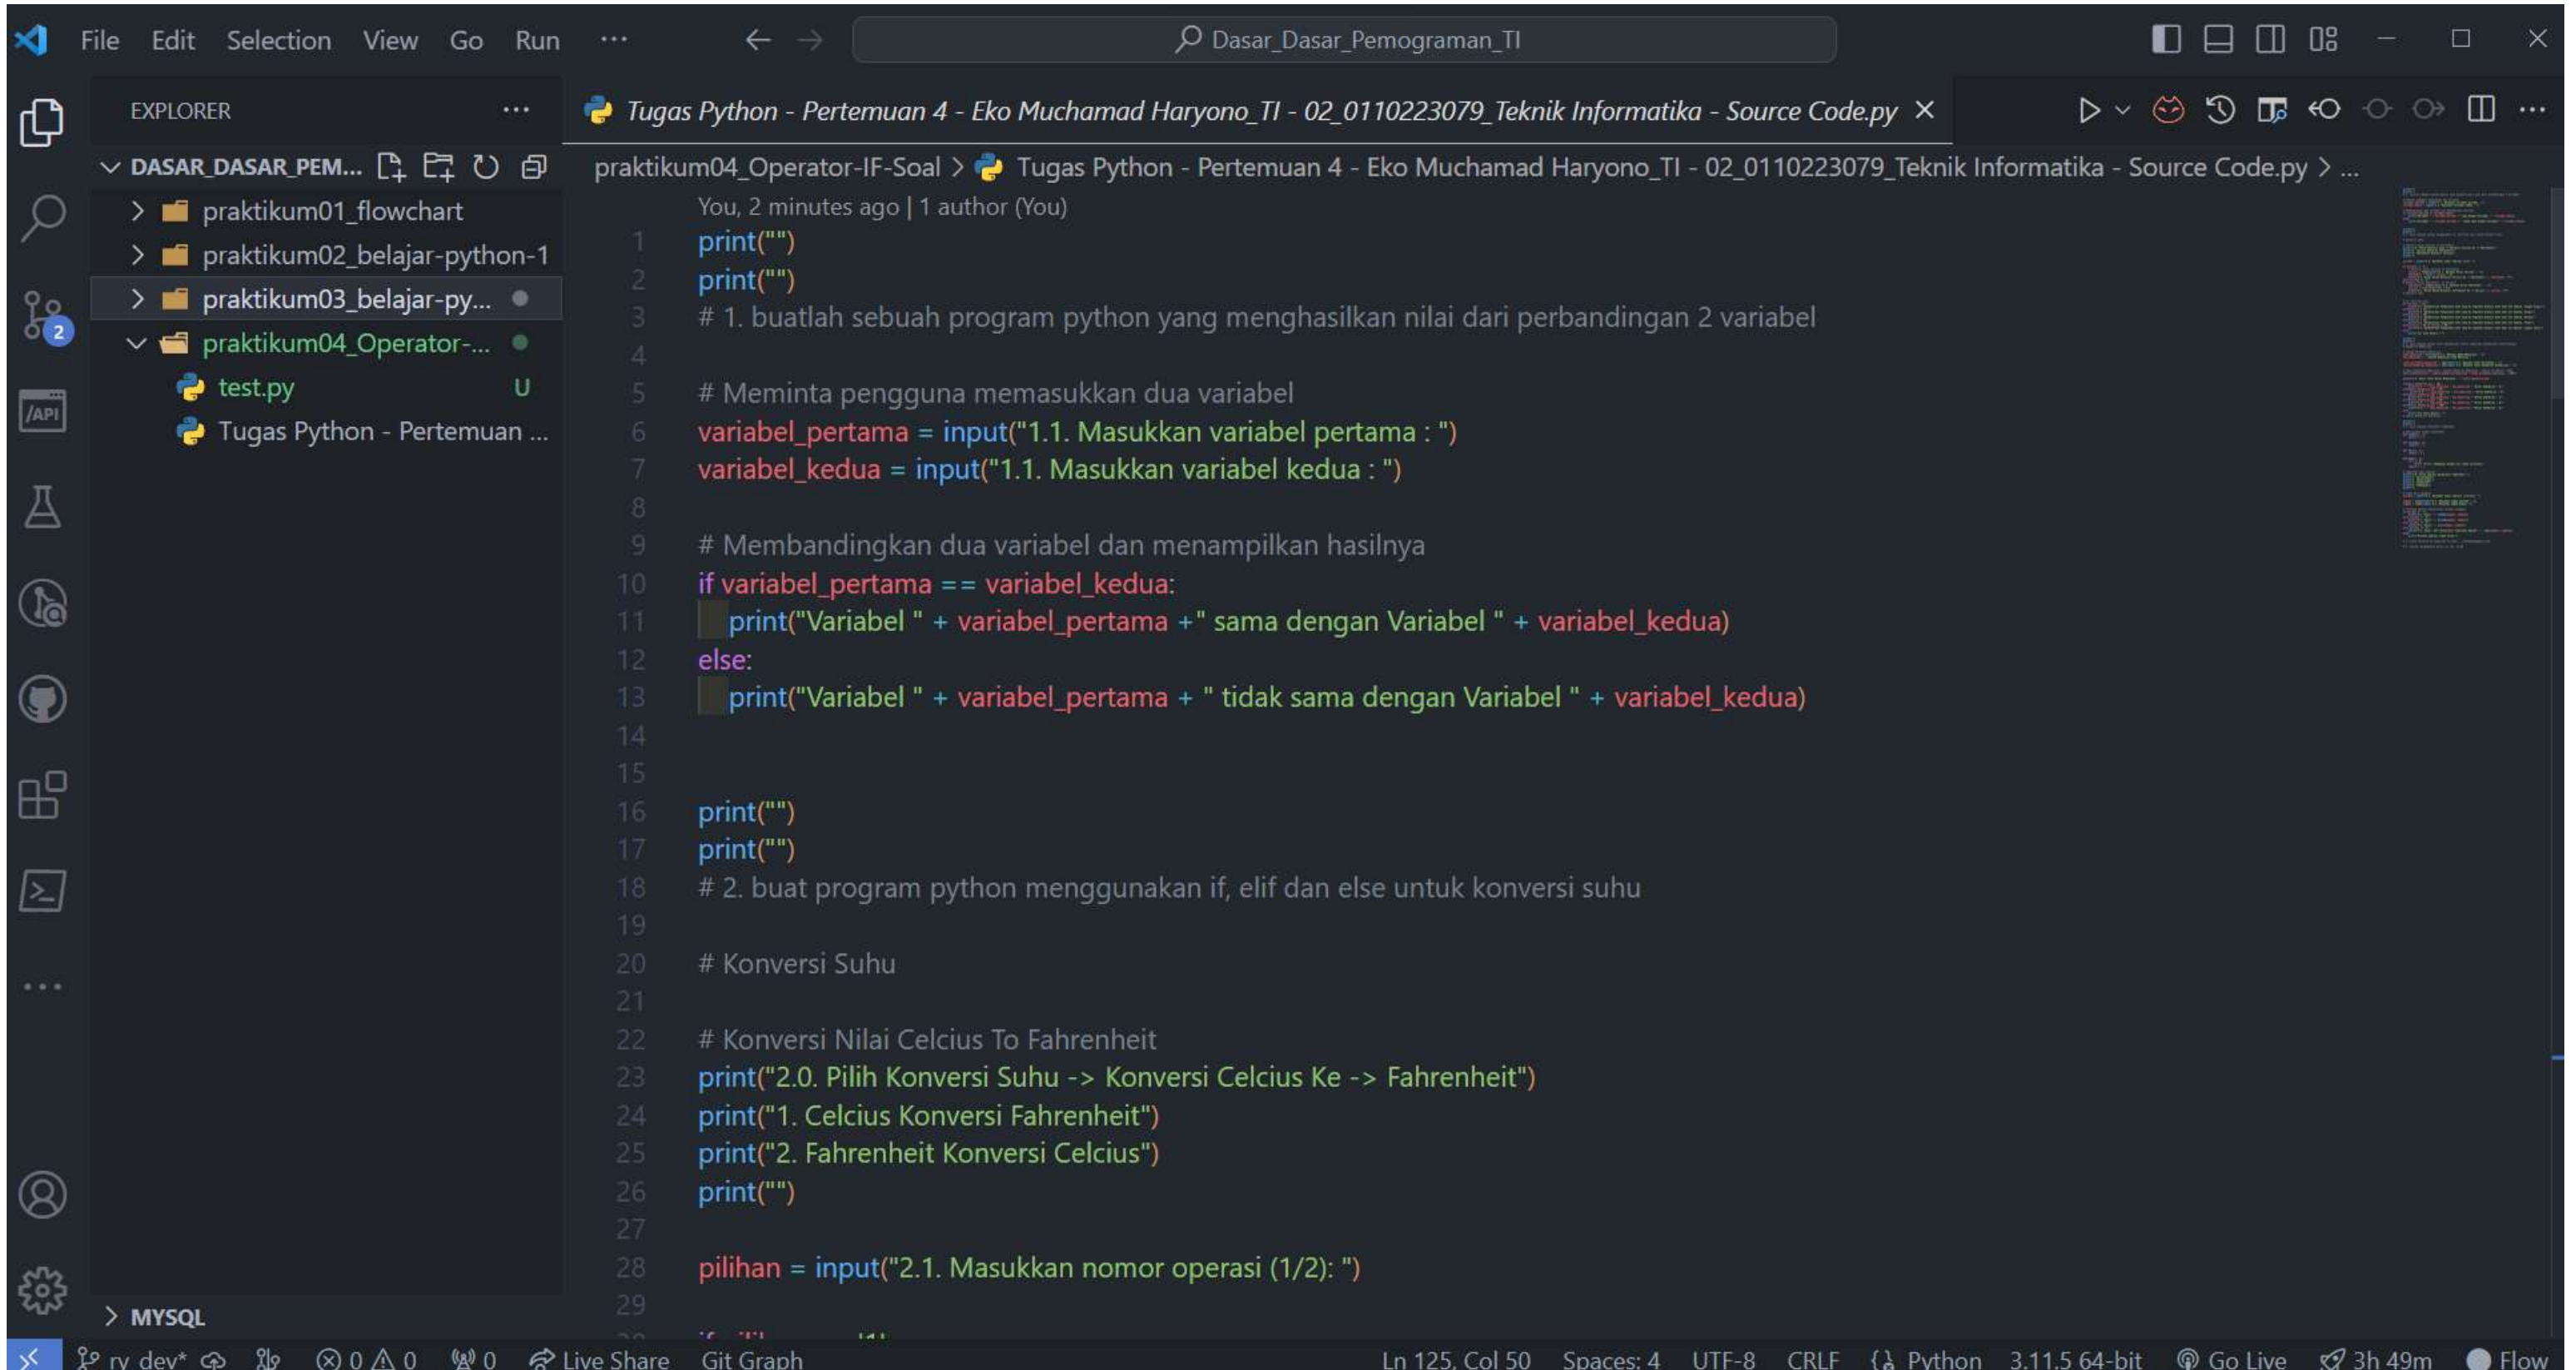 File Edit Selection View Go Run ··· Dasar_Dasar_Pemograman_TI
EXPLORER ···
DASAR_DASAR_PEM...
praktikum01_flowchart
praktikum02_belajar-python-1
praktikum03_belajar-py...
praktikum04_Operator-...
test.py U
Tugas Python - Pertemuan ...
MYSQL
2
/API
Tugas Python - Pertemuan 4 - Eko Muchamad Haryono_TI - 02_0110223079_Teknik Informatika - Source Code.py
praktikum04_Operator-IF-Soal > Tugas Python - Pertemuan 4 - Eko Muchamad Haryono_TI - 02_0110223079_Teknik Informatika - Source Code.py > ...
You, 2 minutes ago | 1 author (You)
1 print("")
2 print("")
3 # 1. buatlah sebuah program python yang menghasilkan nilai dari perbandingan 2 variabel
4
5 # Meminta pengguna memasukkan dua variabel
6 variabel_pertama = input("1.1. Masukkan variabel pertama : ")
7 variabel_kedua = input("1.1. Masukkan variabel kedua : ")
8
9 # Membandingkan dua variabel dan menampilkan hasilnya
10 if variabel_pertama == variabel_kedua:
11 print("Variabel " + variabel_pertama +" sama dengan Variabel " + variabel_kedua)
12 else:
13 print("Variabel " + variabel_pertama + " tidak sama dengan Variabel " + variabel_kedua)
14
15
16 print("")
17 print("")
18 # 2. buat program python menggunakan if, elif dan else untuk konversi suhu
19
20 # Konversi Suhu
21
22 # Konversi Nilai Celcius To Fahrenheit
23 print("2.0. Pilih Konversi Suhu -> Konversi Celcius Ke -> Fahrenheit")
24 print("1. Celcius Konversi Fahrenheit")
25 print("2. Fahrenheit Konversi Celcius")
26 print("")
27
28 pilihan = input("2.1. Masukkan nomor operasi (1/2): ")
29
ry_dev* 0 0 0 Live Share Git Graph Ln 125, Col 50 Spaces: 4 UTF-8 CRLF Python 3.11.5 64-bit Go Live 3h 49m Flow